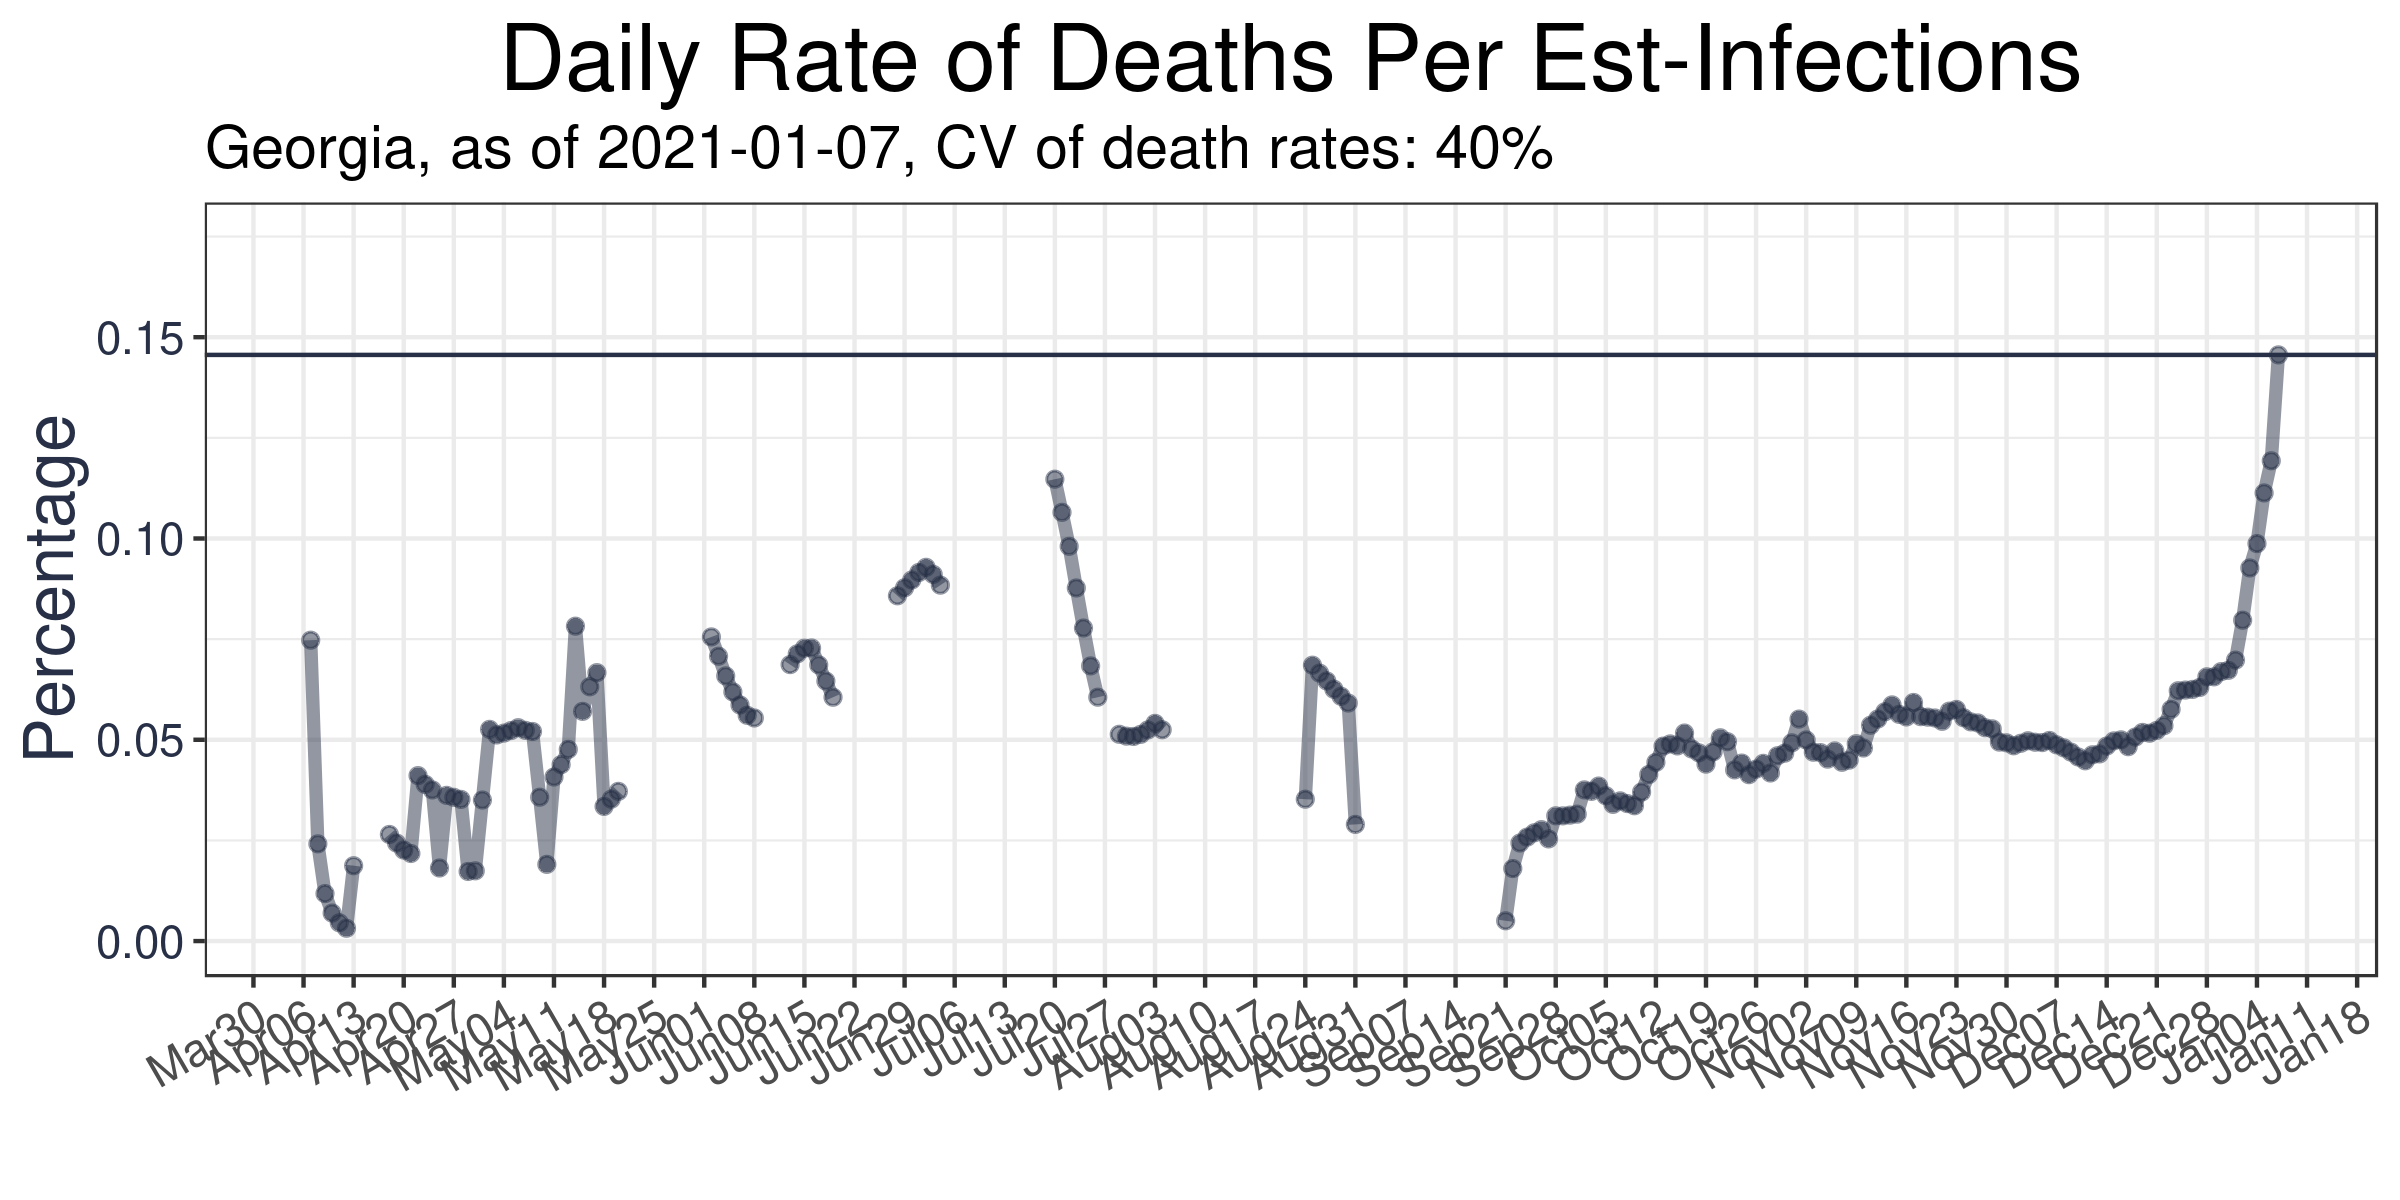 Daily Rate of Deaths Per Est-Infections
Georgia, as of 2021-01-07, CV of death rates: 40%
Percentage
0.15
0.10
0.05
0.00
Mar30
Apr06
Apr13
Apr20
Apr27
May04
May11
May18
May25
Jun01
Jun08
Jun15
Jun22
Jun29
Jul06
Jul13
Jul20
Jul27
Aug03
Aug10
Aug17
Aug24
Aug31
Sep07
Sep14
Sep21
Sep28
Oct05
Oct12
Oct19
Oct26
Nov02
Nov09
Nov16
Nov23
Nov30
Dec07
Dec14
Dec21
Dec28
Jan04
Jan11
Jan18